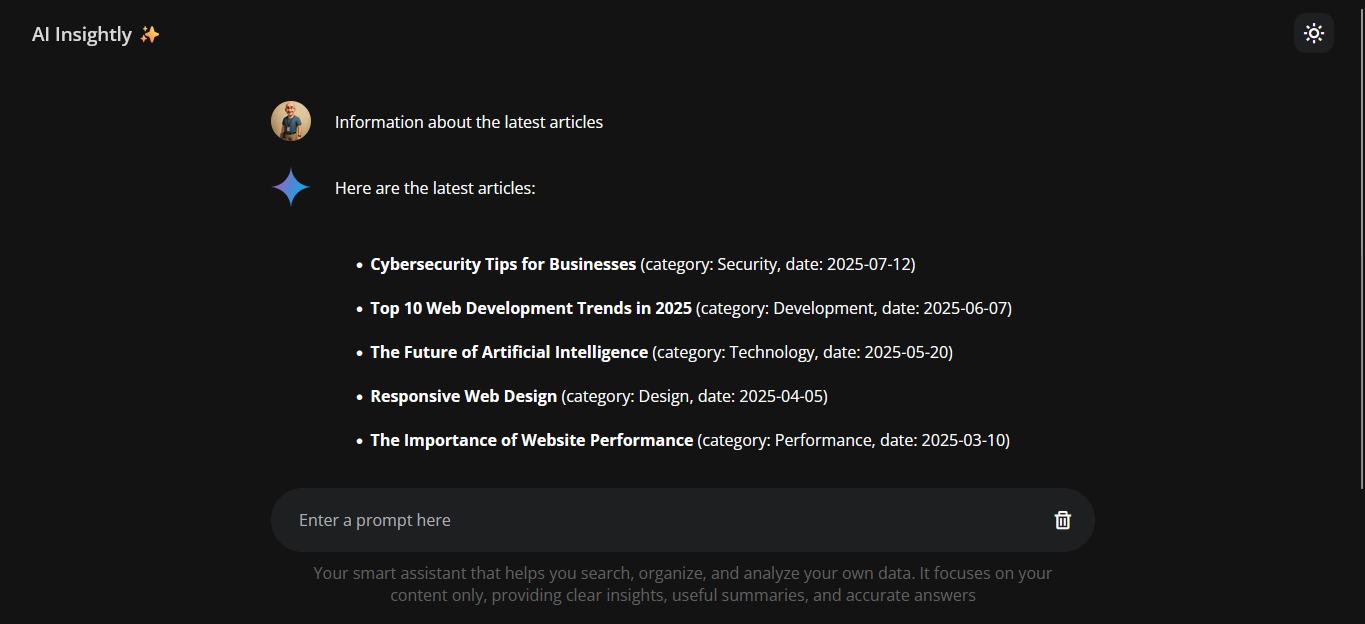 AI Insightly ✨
Information about the latest articles
Here are the latest articles:
• Cybersecurity Tips for Businesses (category: Security, date: 2025-07-12)
• Top 10 Web Development Trends in 2025 (category: Development, date: 2025-06-07)
• The Future of Artificial Intelligence (category: Technology, date: 2025-05-20)
• Responsive Web Design (category: Design, date: 2025-04-05)
• The Importance of Website Performance (category: Performance, date: 2025-03-10)
Enter a prompt here
Your smart assistant that helps you search, organize, and analyze your own data. It focuses on your
content only, providing clear insights, useful summaries, and accurate answers